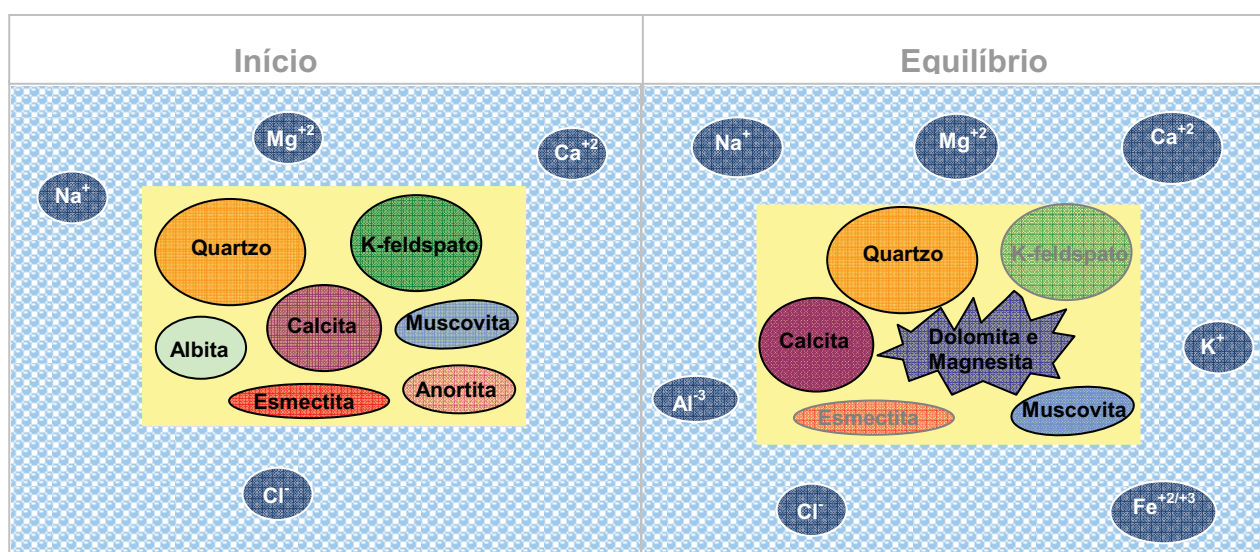 Início
Mg+2
Ca+2
Na+
Quartzo
K-feldspato
Calcita
Muscovita
Albita
Anortita
Esmectita
Cl-
Equilíbrio
Na+
Mg+2
Ca+2
Quartzo
K-feldspato
Calcita
Dolomita e
Magnesita
K+
Al-3
Esmectita
Muscovita
Cl-
Fe+2/+3